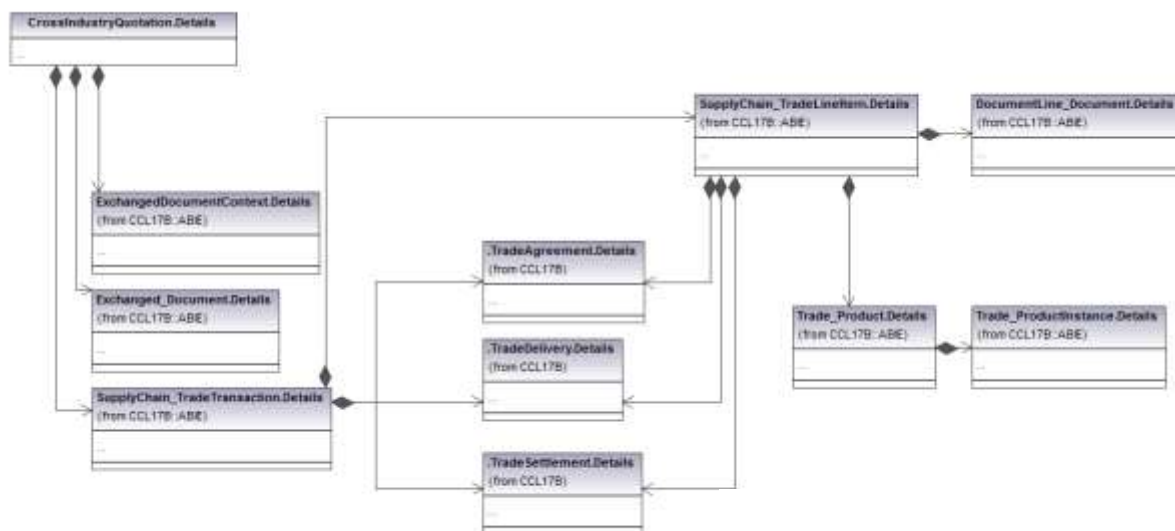 CrossIndustryQuotation.Details
...
SupplyChain_TradeLineItem.Details
(from CCL17B::ABIE)
...
DocumentLine_Document.Details
(from CCL17B::ABIE)
...
ExchangedDocumentContext.Details
(from CCL17B::ABIE)
...
.TradeAgreement.Details
(from CCL17B)
...
Exchanged_Document.Details
(from CCL17B::ABIE)
...
Trade_Product.Details
(from CCL17B::ABIE)
...
Trade_ProductInstance.Details
(from CCL17B::ABIE)
...
.TradeDelivery.Details
(from CCL17B)
...
SupplyChain_TradeTransaction.Details
(from CCL17B::ABIE)
...
.TradeSettlement.Details
(from CCL17B)
...